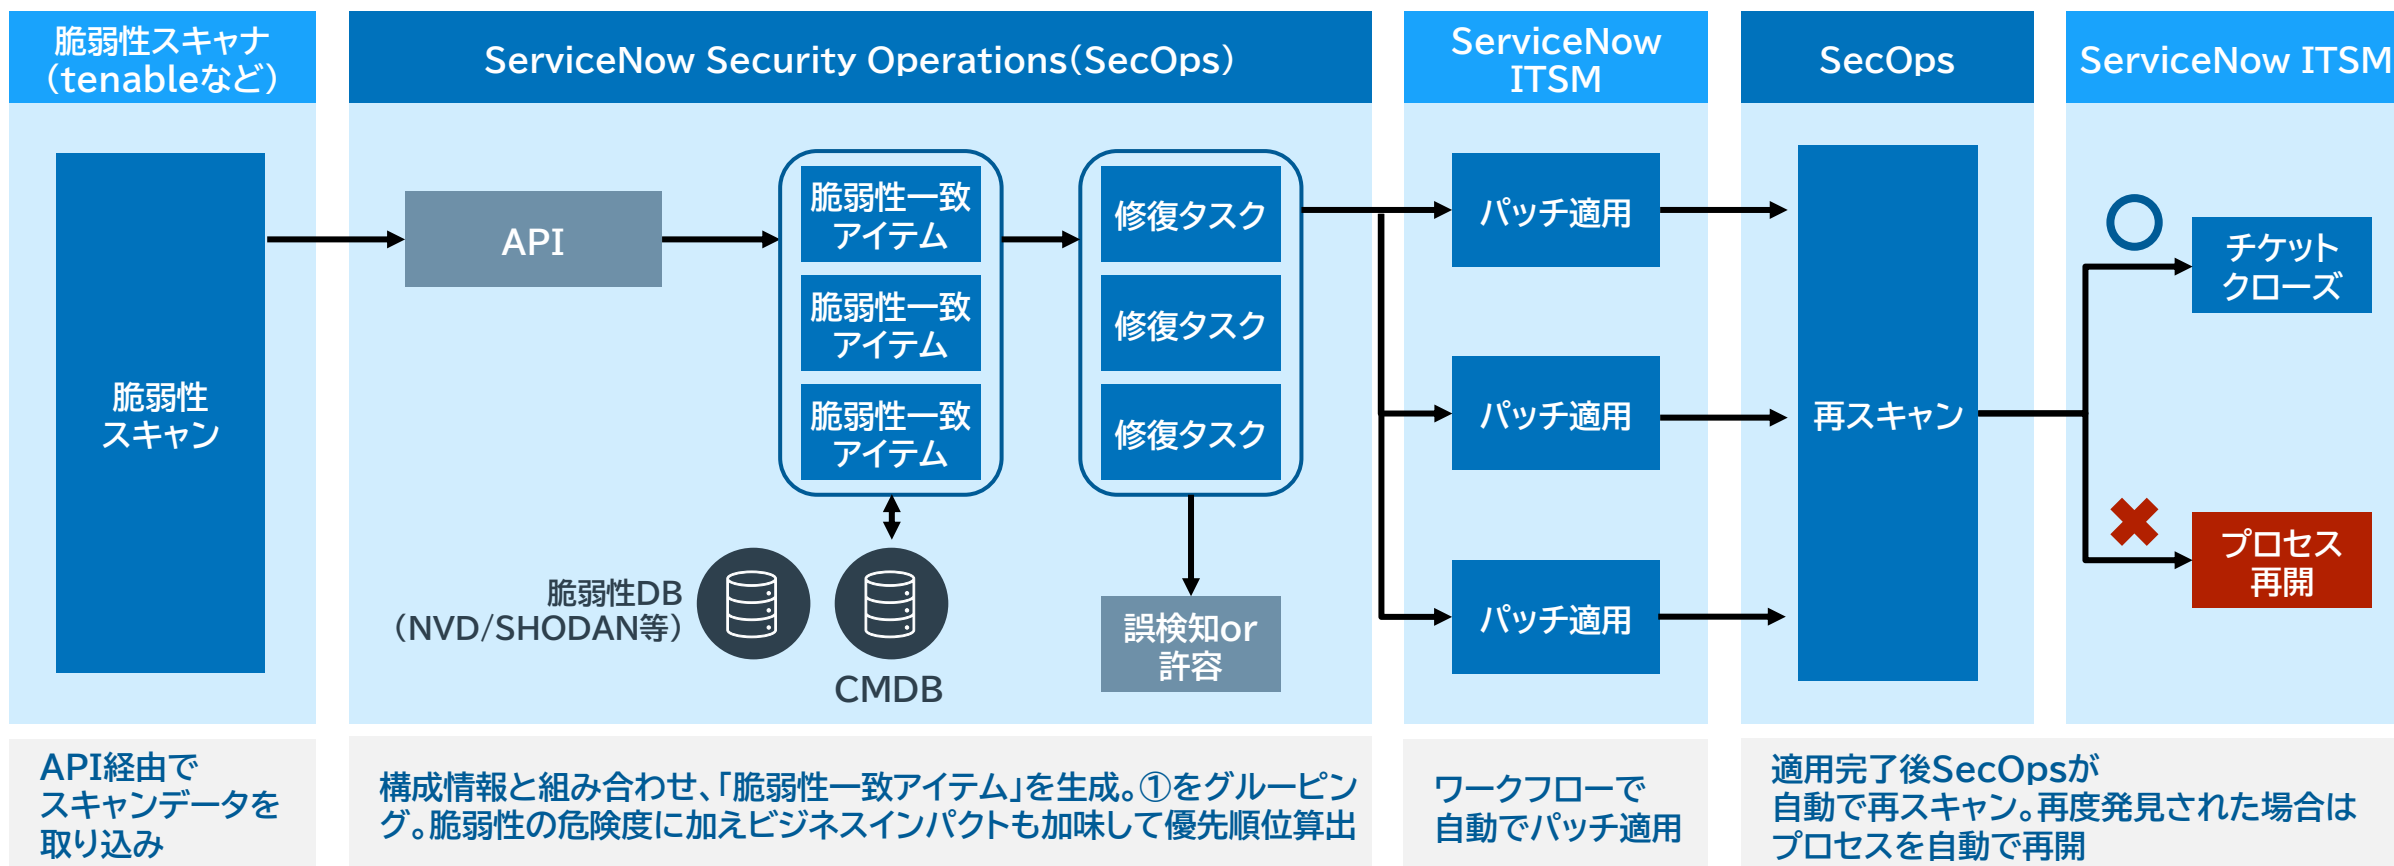 脆弱性スキャナ
（tenableなど）
ServiceNow Security Operations(SecOps)
ServiceNow
ITSM
SecOps
ServiceNow ITSM
脆弱性
スキャン
API
脆弱性一致
アイテム
脆弱性一致
アイテム
脆弱性一致
アイテム
修復タスク
修復タスク
修復タスク
脆弱性DB
（NVD/SHODAN等）
CMDB
誤検知or
許容
パッチ適用
パッチ適用
パッチ適用
再スキャン
チケット
クローズ
プロセス
再開
API経由で
スキャンデータを
取り込み
構成情報と組み合わせ、「脆弱性一致アイテム」を生成。①をグルーピン
グ。脆弱性の危険度に加えビジネスインパクトも加味して優先順位算出
ワークフローで
自動でパッチ適用
適用完了後SecOpsが
自動で再スキャン。再度発見された場合は
プロセスを自動で再開